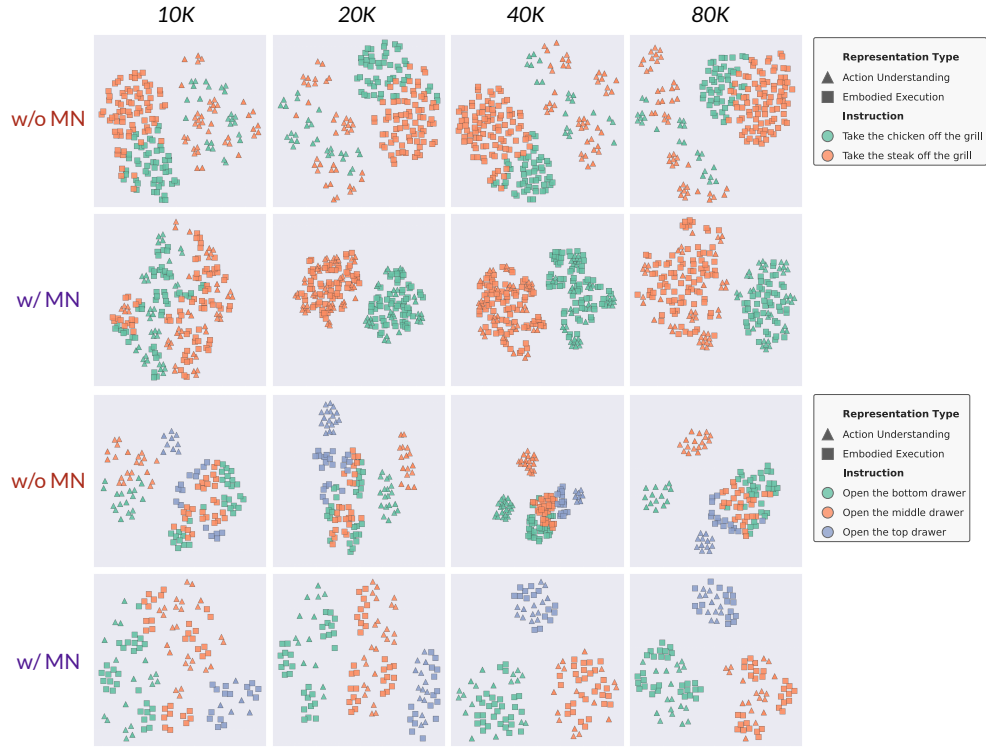 10K 20K 40K 80K
w/o MN
Representation Type
Action Understanding
Embodied Execution
Instruction
Take the chicken off the grill
Take the steak off the grill
w/ MN
w/o MN
Representation Type
Action Understanding
Embodied Execution
Instruction
Open the bottom drawer
Open the middle drawer
Open the top drawer
w/ MN